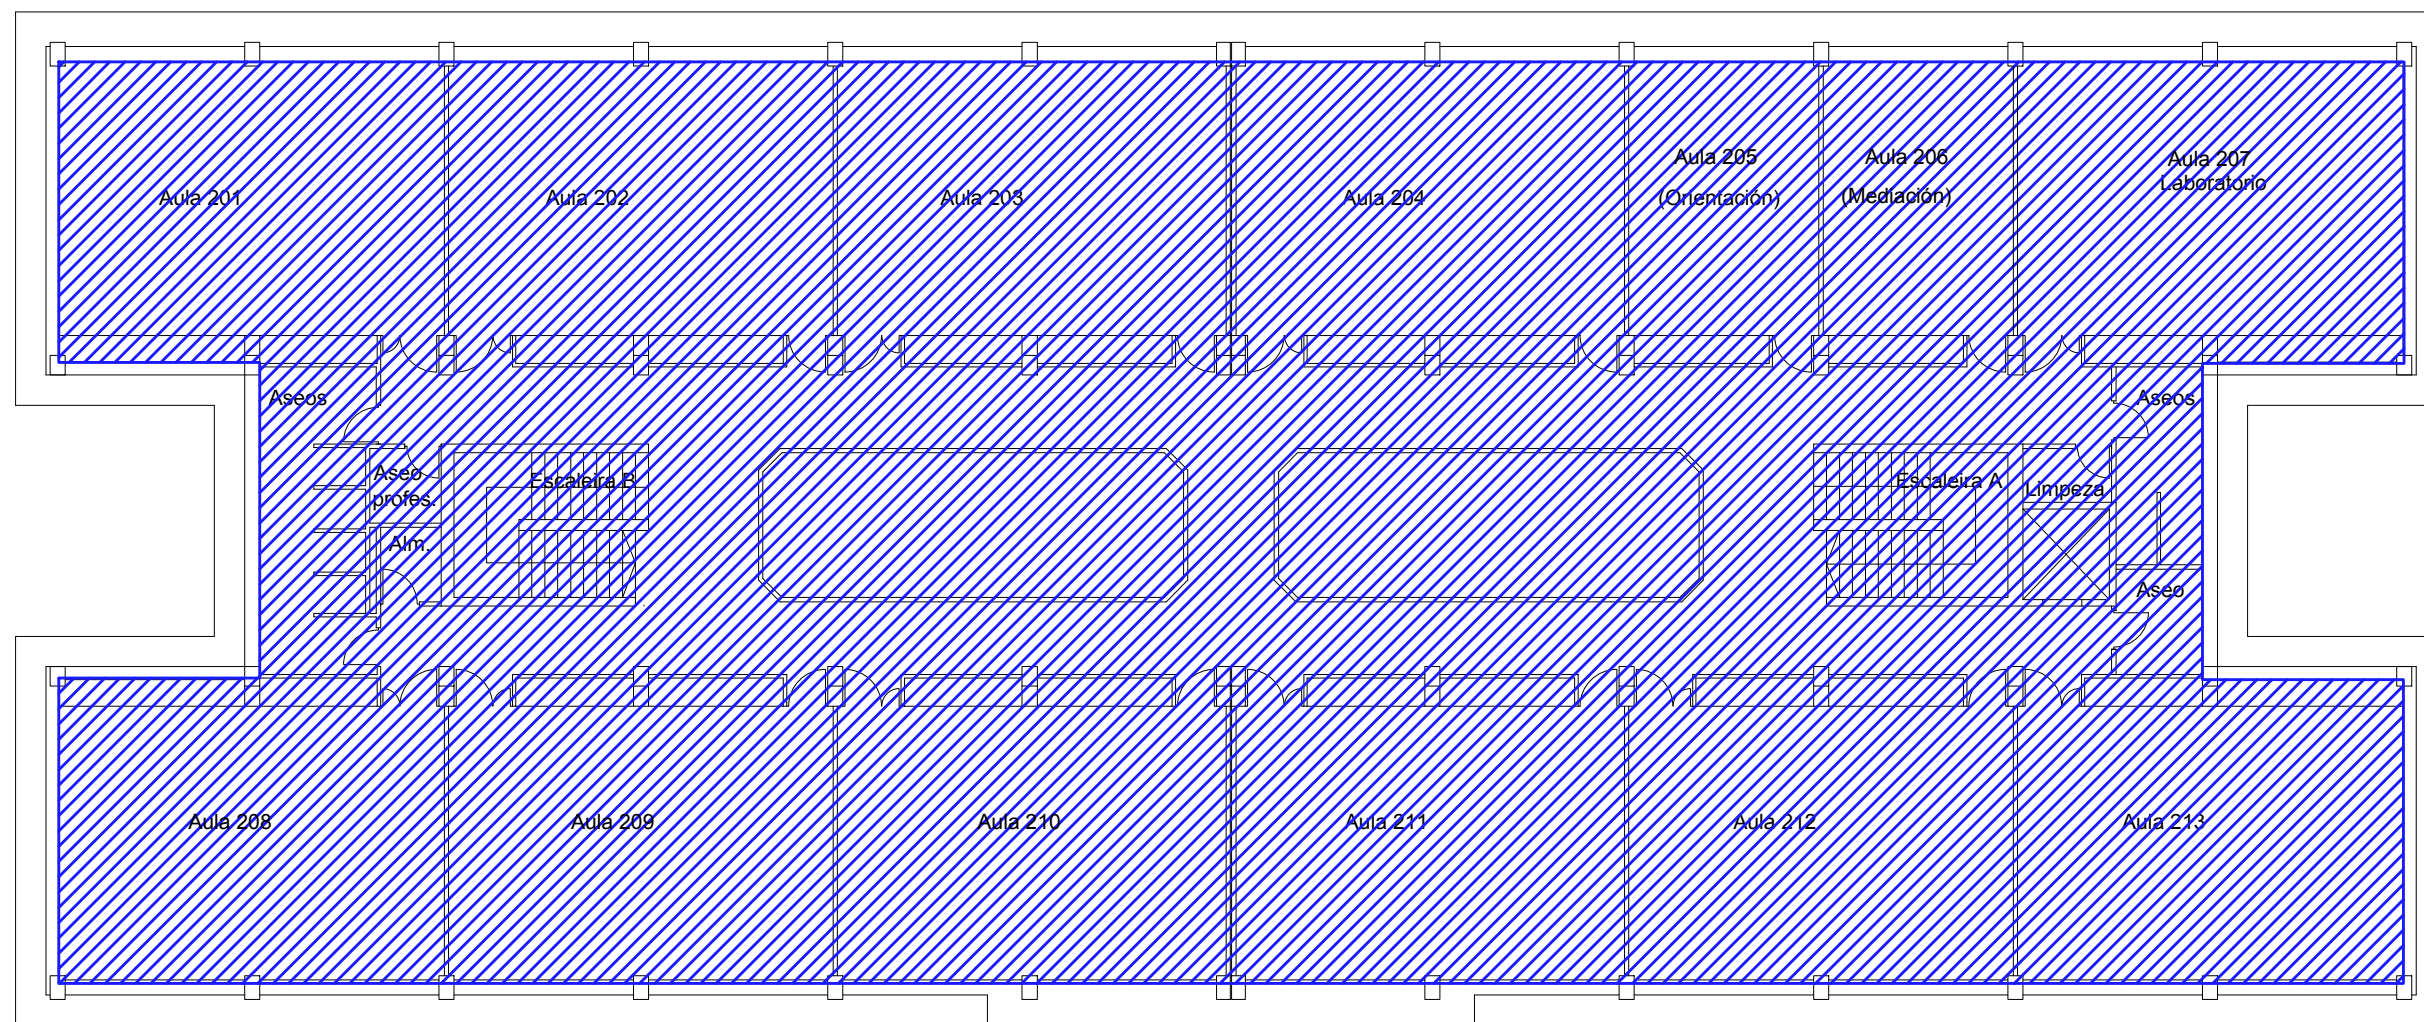 Aula 201
Aula 202
Aula 203
Aula 204
Aula 205
(Orientación)
Aula 206
(Mediación)
Aula 207
Laboratorio
Aseos
Aseo
profes.
Alm.
Escaleira B
Escaleira A
Limpeza
Aseos
Aseo
Aula 208
Aula 209
Aula 210
Aula 211
Aula 212
Aula 213